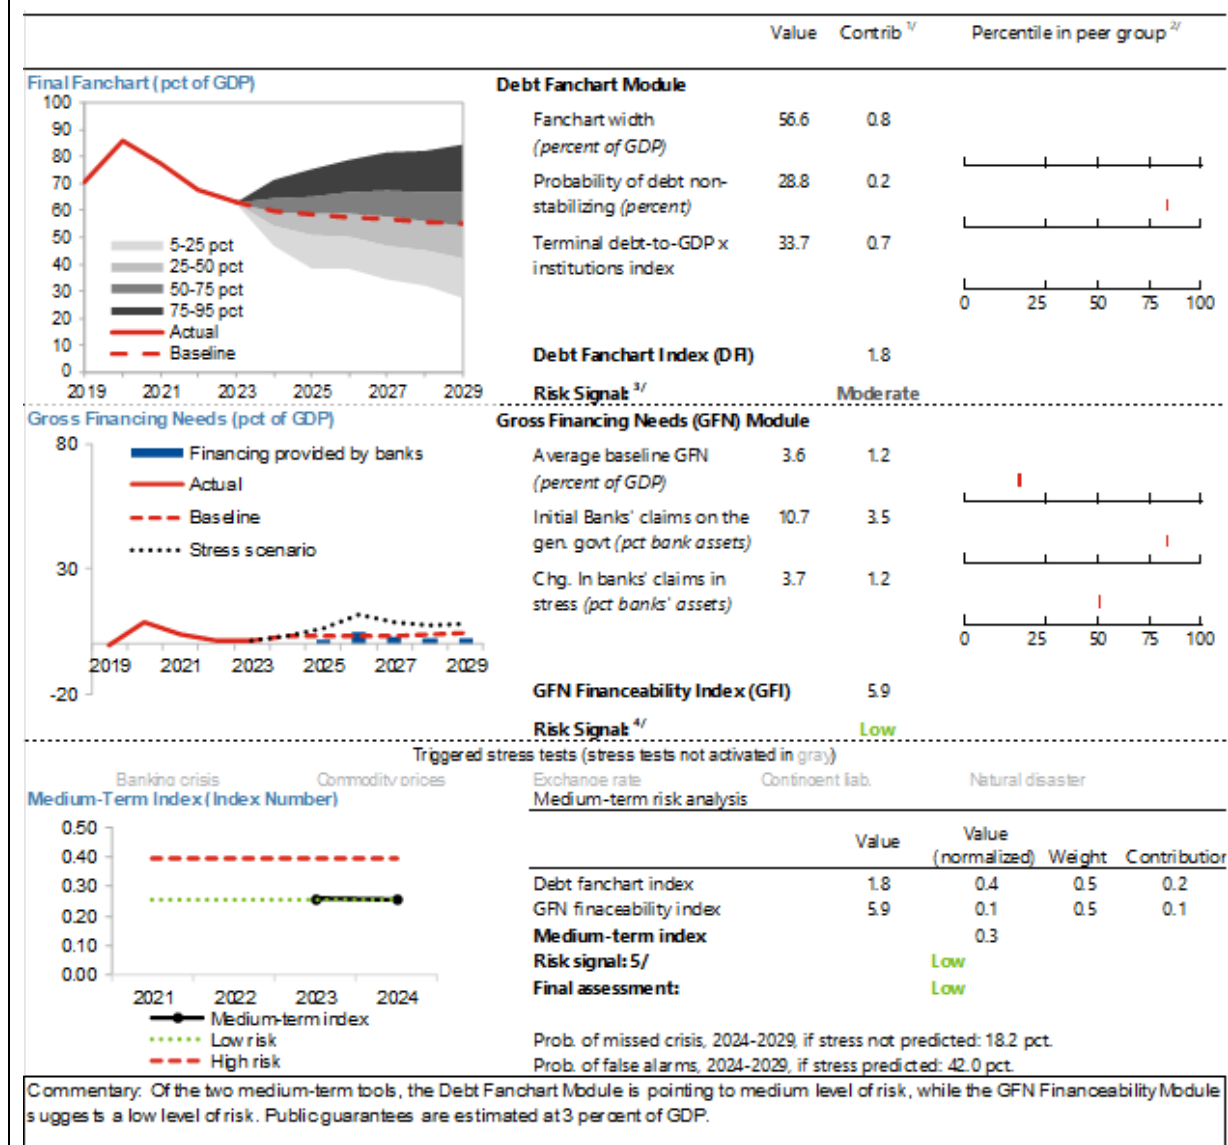 Value Contrib 1/ Percentile in peer group 2/
Final Fanchart (pct of GDP)
100
90
80
70
60
50
40
30
20
10
0
5-25 pct
25-50 pct
50-75 pct
75-95 pct
Actual
Baseline
2019 2021 2023 2025 2027 2029
Debt Fanchart Module
Fanchart width 56.6 0.8
(percent of GDP)
Probability of debt non- 28.8 0.2
stabilizing (percent)
Terminal debt-to-GDP x 33.7 0.7
institutions index
0 25 50 75 100
Debt Fanchart Index (DFI) 1.8
Risk Signal: 3/ Moderate
Gross Financing Needs (pct of GDP)
80
30
-20
Financing provided by banks
Actual
Baseline
Stress scenario
2019 2021 2023 2025 2027 2029
Gross Financing Needs (GFN) Module
Average baseline GFN 3.6 1.2
(percent of GDP)
Initial Banks' claims on the 10.7 3.5
gen. govt (pct bank assets)
Chg. In banks' claims in 3.7 1.2
stress (pct banks' assets)
0 25 50 75 100
GFN Financeability Index (GFI) 5.9
Risk Signal: 4/ Low
Triggered stress tests (stress tests not activated in gray)
Banking crisis Commodity prices Exchange rate Contingent liab. Natural disaster
Medium-Term Index (Index Number)
0.50
0.40
0.30
0.20
0.10
0.00
2021 2022 2023 2024
Medium-term index
Low risk
High risk
Medium-term risk analysis
Value Value (normalized) Weight Contribution
Debt fanchart index 1.8 0.4 0.5 0.2
GFN finaceability index 5.9 0.1 0.5 0.1
Medium-term index 0.3
Risk signal: 5/ Low
Final assessment: Low
Prob. of missed crisis, 2024-2029, if stress not predicted: 18.2 pct.
Prob. of false alarms, 2024-2029, if stress predicted: 42.0 pct.
Commentary: Of the two medium-term tools, the Debt Fanchart Module is pointing to medium level of risk, while the GFN Financeability Module
suggests a low level of risk. Public guarantees are estimated at 3 percent of GDP.